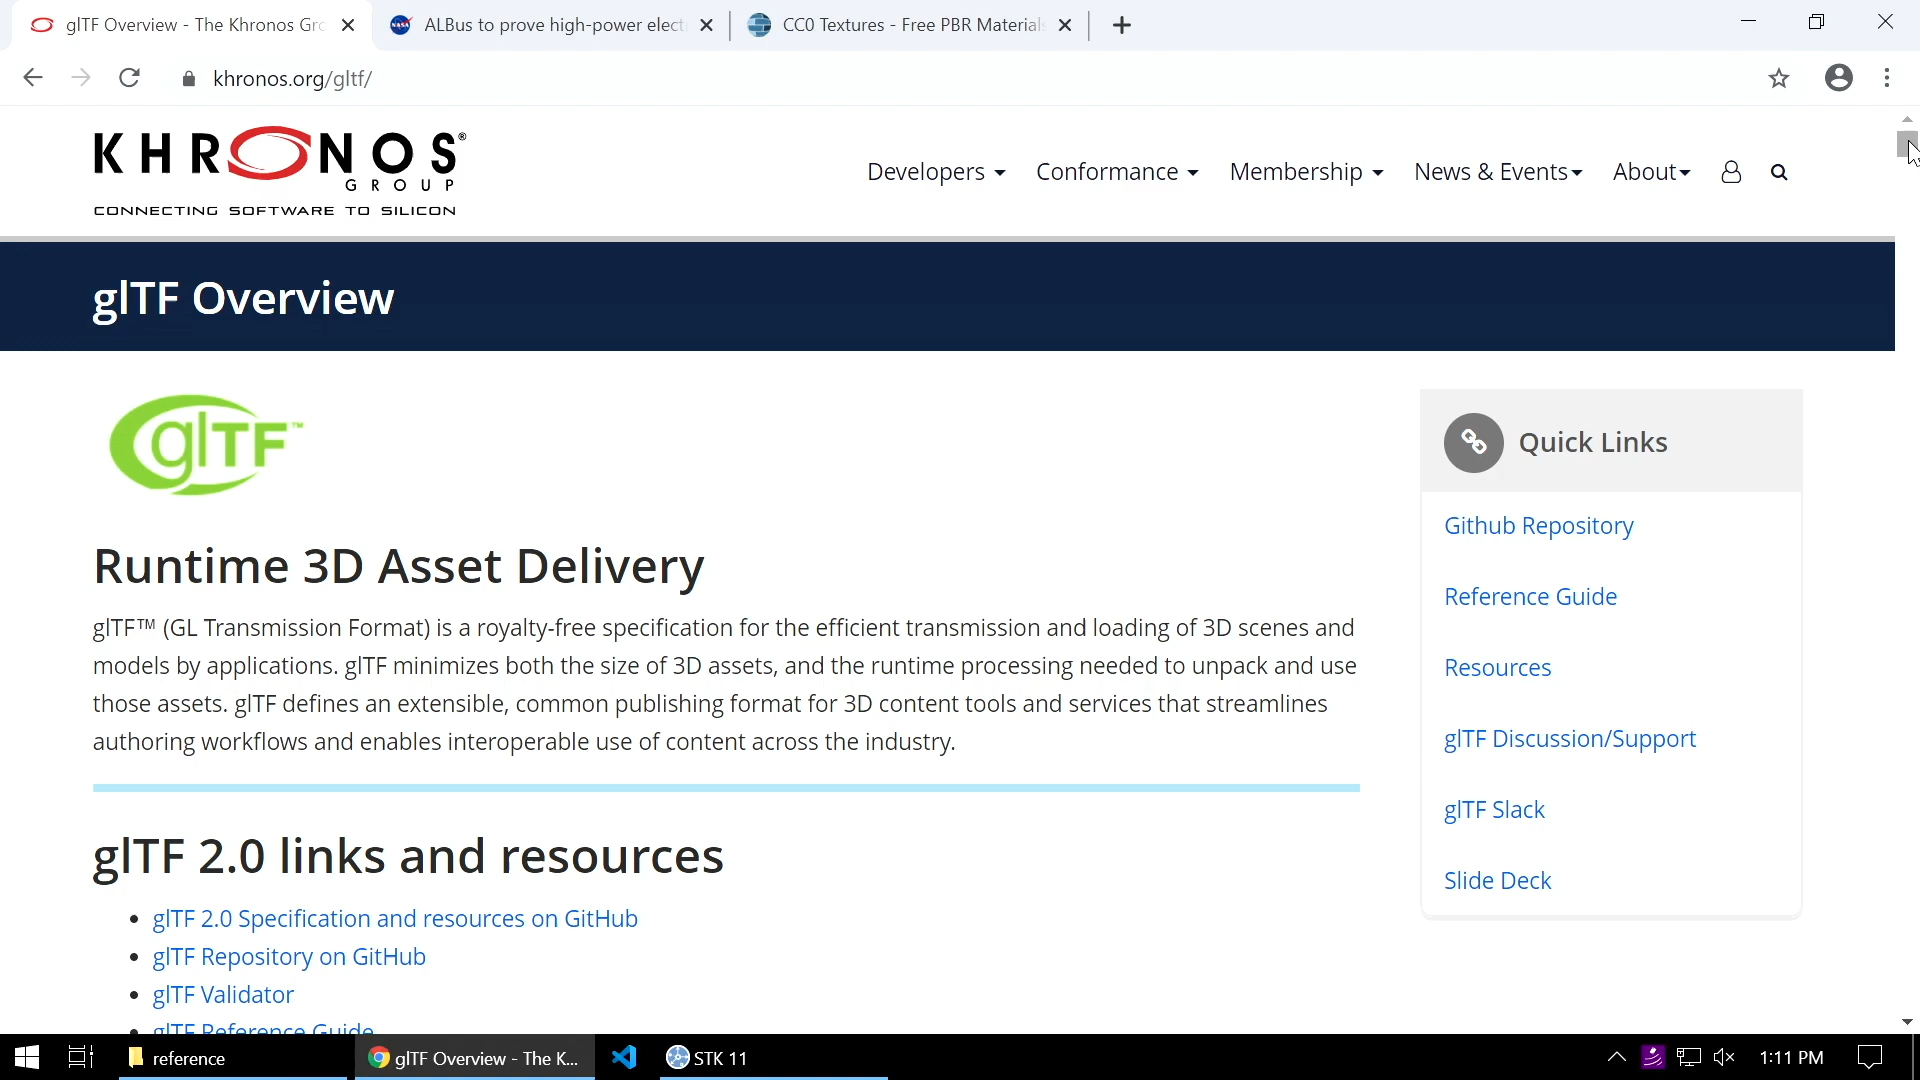 glTF Overview - The Khronos Gro
ALBus to prove high-power elect
CC0 Textures - Free PBR Materials
khronos.org/gltf/
KHRONOS®
GROUP
CONNECTING SOFTWARE TO SILICON
Developers
Conformance
Membership
News & Events
About
glTF Overview
glTF™
Quick Links
Github Repository
Reference Guide
Resources
glTF Discussion/Support
glTF Slack
Slide Deck
Runtime 3D Asset Delivery
glTF™ (GL Transmission Format) is a royalty-free specification for the efficient transmission and loading of 3D scenes and
models by applications. glTF minimizes both the size of 3D assets, and the runtime processing needed to unpack and use
those assets. glTF defines an extensible, common publishing format for 3D content tools and services that streamlines
authoring workflows and enables interoperable use of content across the industry.
glTF 2.0 links and resources
glTF 2.0 Specification and resources on GitHub
glTF Repository on GitHub
glTF Validator
glTF Reference Guide
reference
glTF Overview - The K...
STK 11
1:11 PM